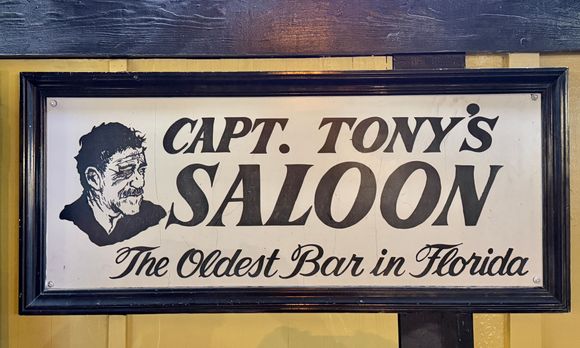 CAPT. TONY'S
SALOON
The Oldest Bar in Florida